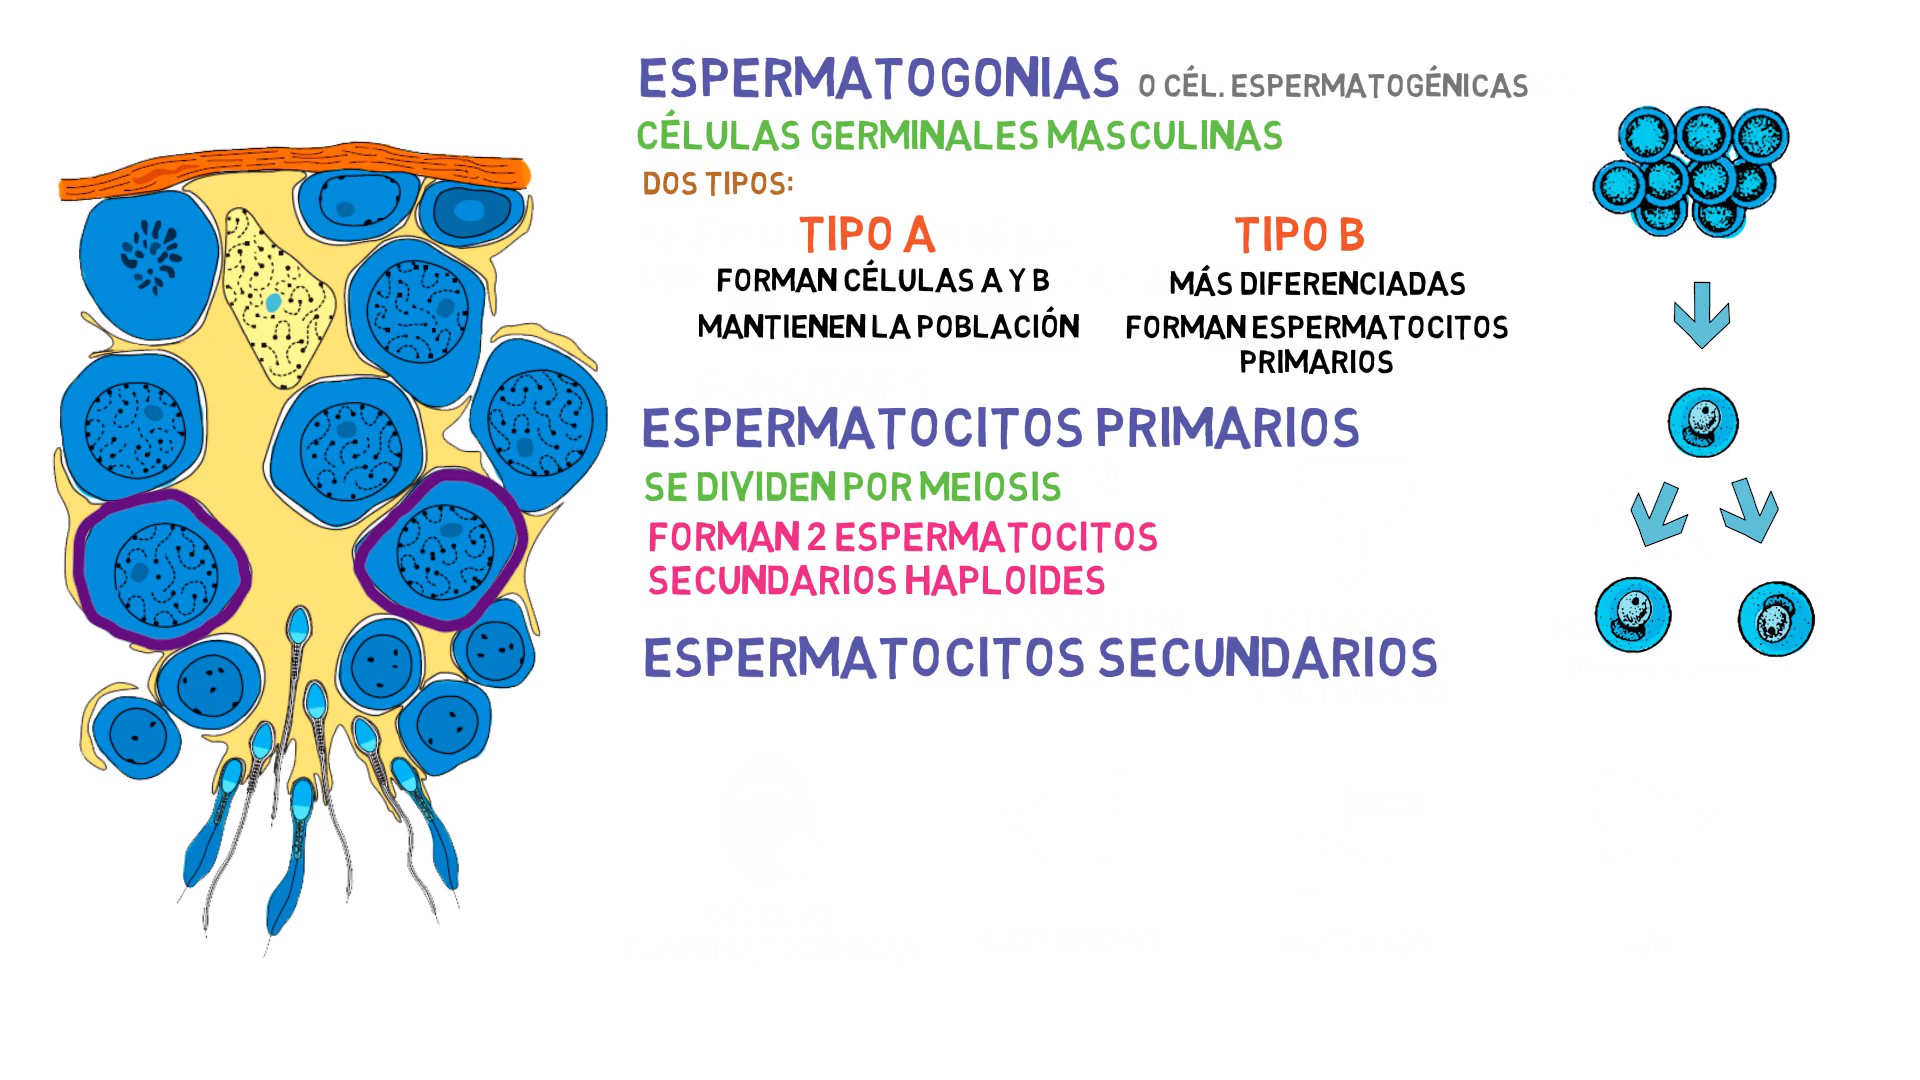 ESPERMATOGONIAS O CÉL. ESPERMATOGÉNICAS
CÉLULAS GERMINALES MASCULINAS
DOS TIPOS:
TIPO A
FORMAN CÉLULAS A Y B
MANTIENEN LA POBLACIÓN
TIPO B
MÁS DIFERENCIADAS
FORMAN ESPERMATOCITOS
PRIMARIOS
ESPERMATOCITOS PRIMARIOS
SE DIVIDEN POR MEIOSIS
FORMAN 2 ESPERMATOCITOS
SECUNDARIOS HAPLOIDES
ESPERMATOCITOS SECUNDARIOS